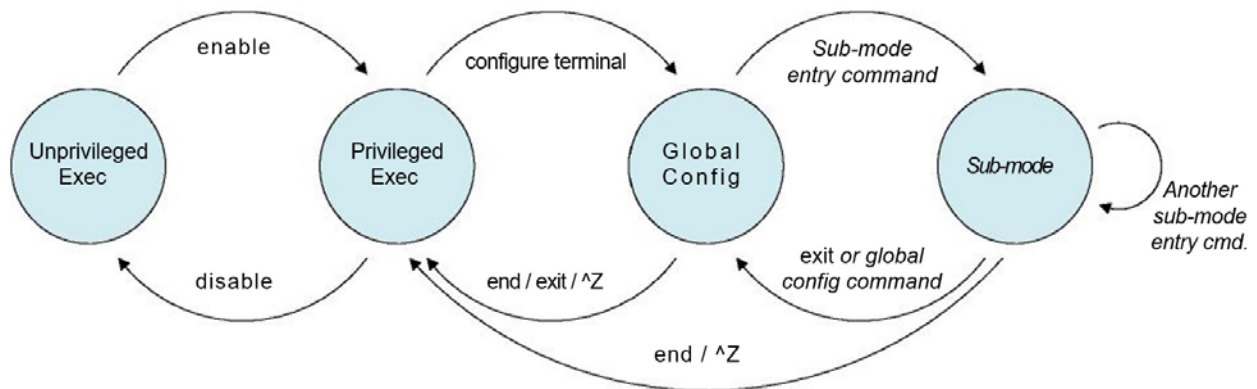 enable
configure terminal
Sub-mode
entry command
Unprivileged
Exec
Privileged
Exec
Global
Config
Sub-mode
Another
sub-mode
entry cmd.
disable
end / exit / ^Z
exit or global
config command
end / ^Z